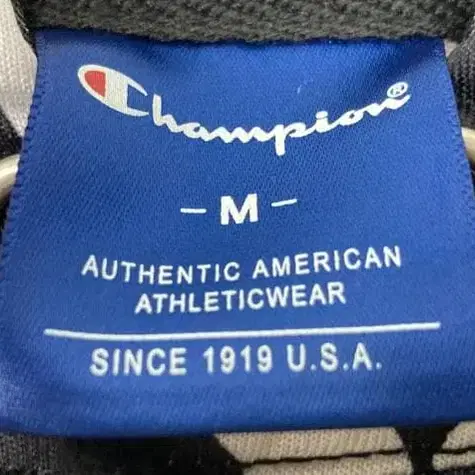 Champion®
- M -
AUTHENTIC AMERICAN
ATHLETICWEAR
SINCE 1919 U.S.A.